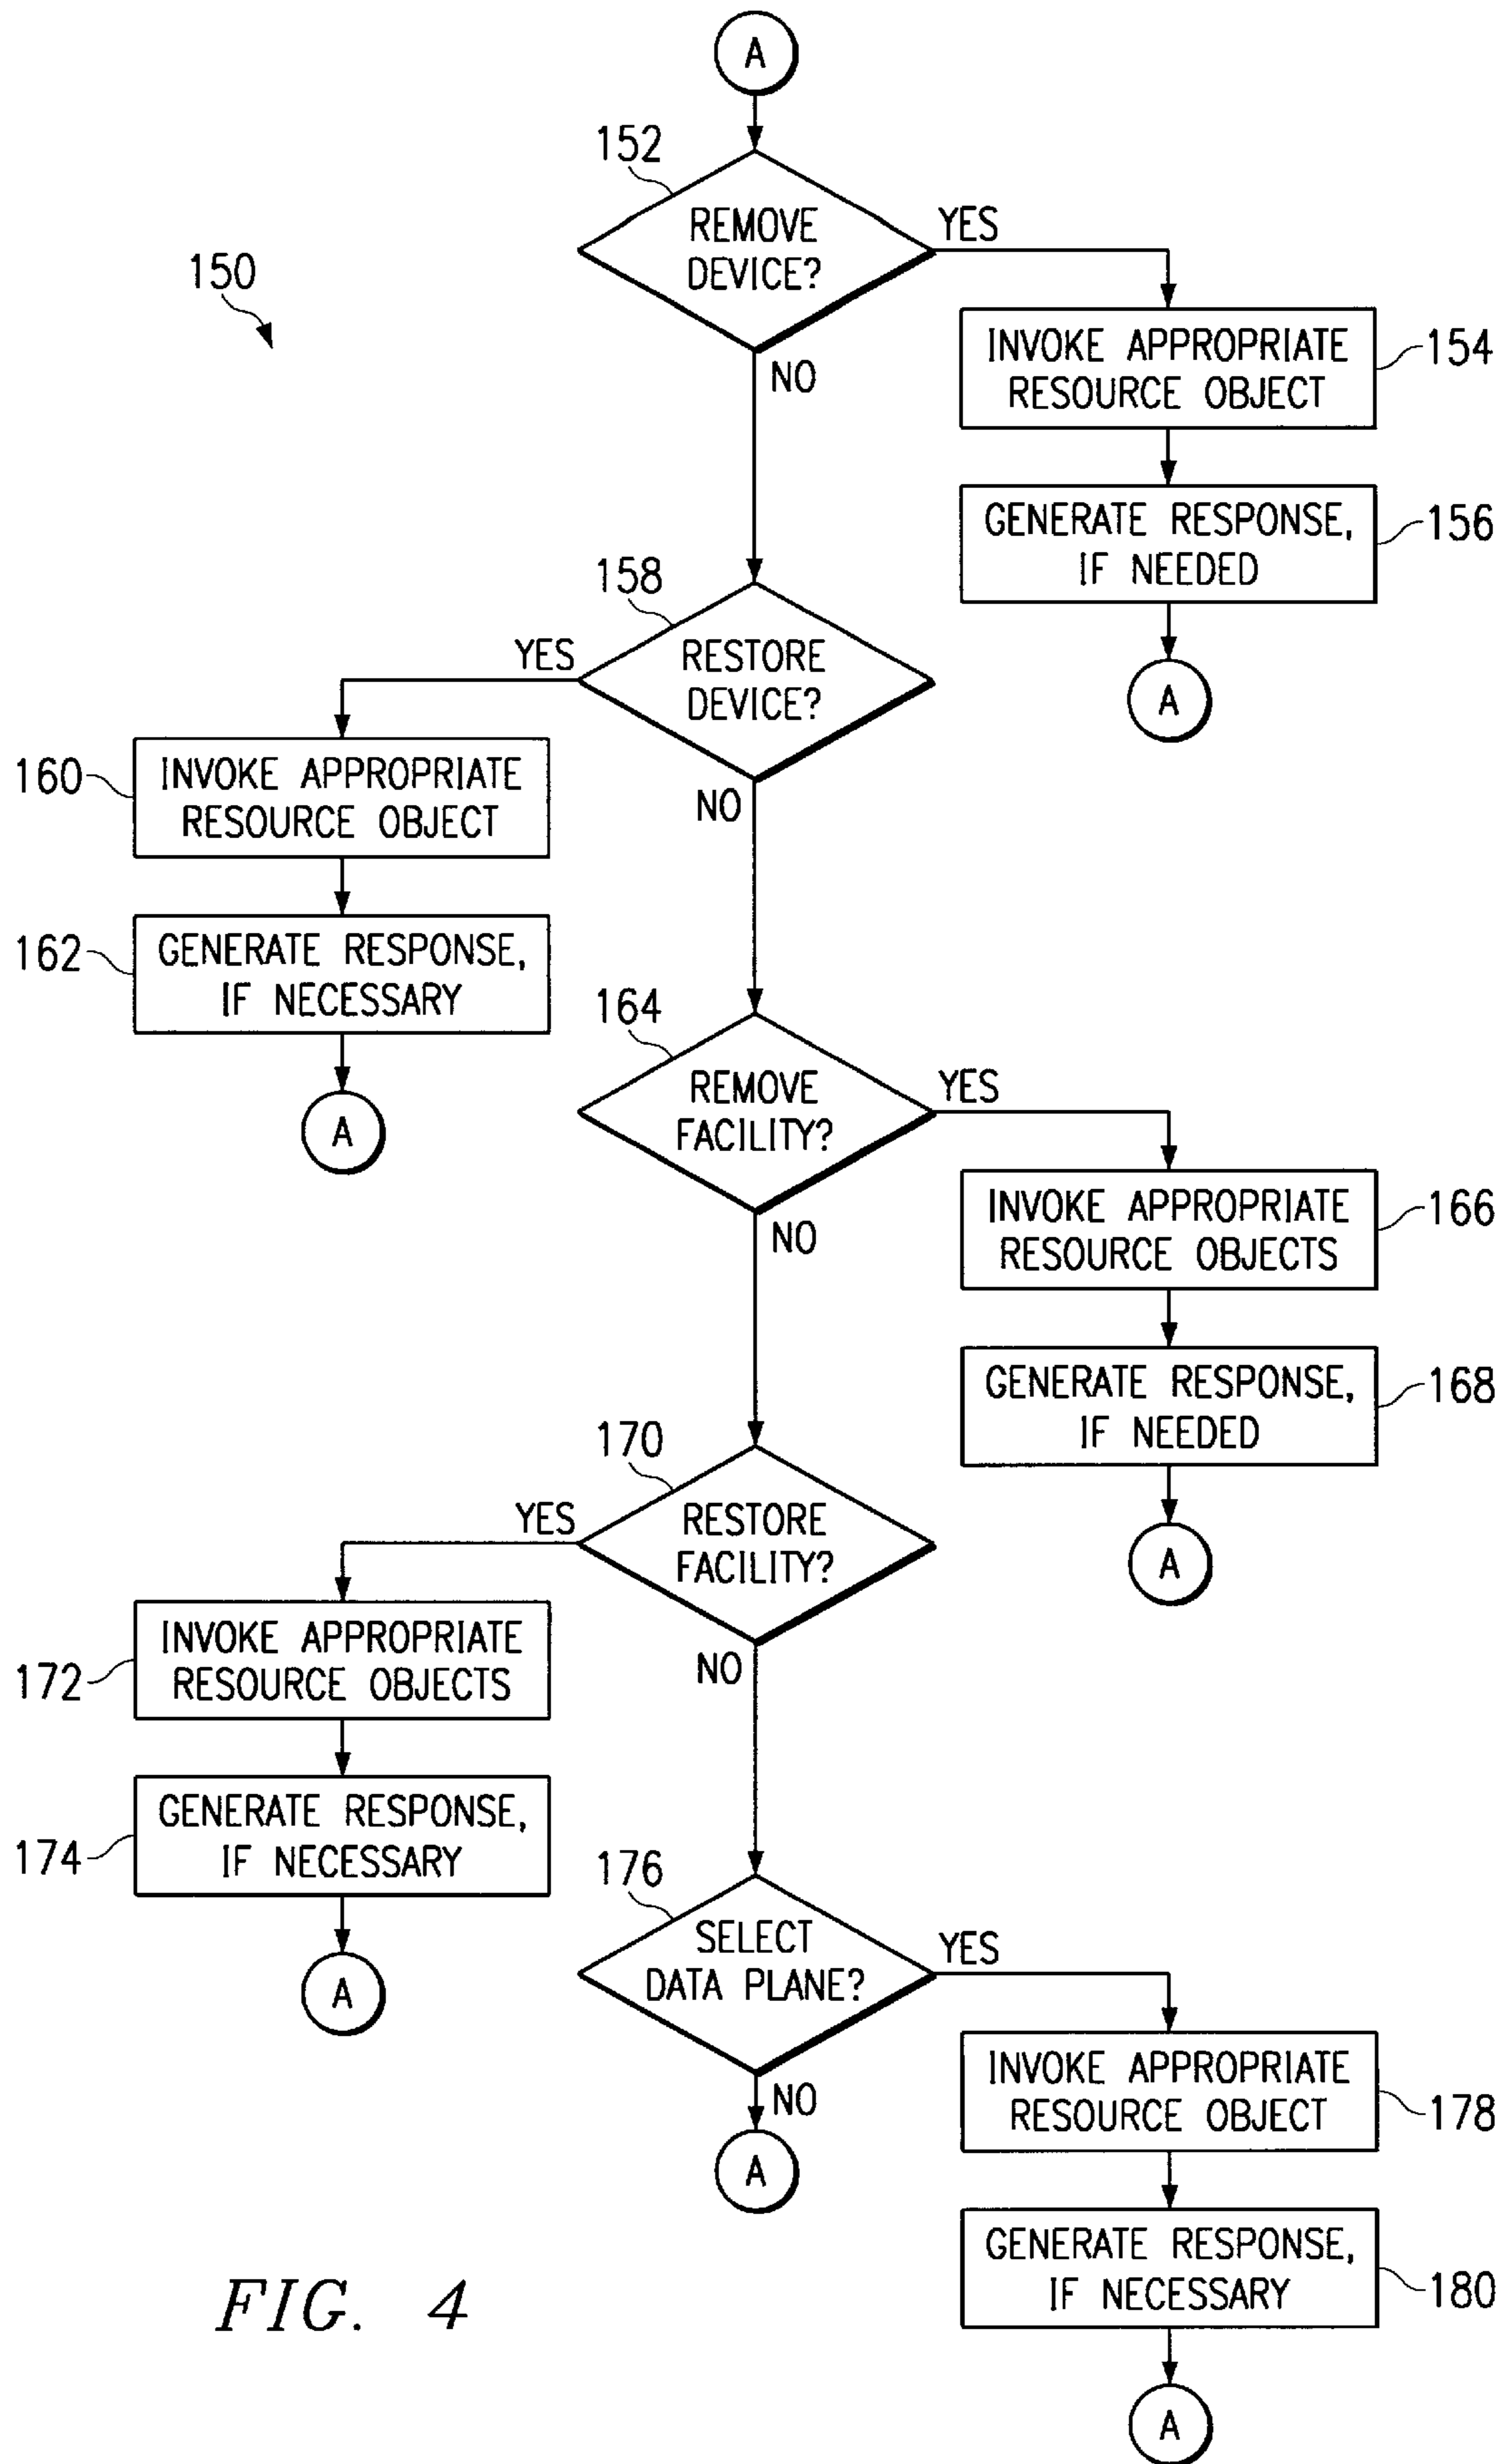 A
152
REMOVE
DEVICE?
YES
NO
150
INVOKE APPROPRIATE
RESOURCE OBJECT
154
GENERATE RESPONSE,
IF NEEDED
156
A
158
RESTORE
DEVICE?
YES
NO
160
INVOKE APPROPRIATE
RESOURCE OBJECT
162
GENERATE RESPONSE,
IF NECESSARY
A
164
REMOVE
FACILITY?
YES
NO
INVOKE APPROPRIATE
RESOURCE OBJECTS
166
GENERATE RESPONSE,
IF NEEDED
168
A
170
RESTORE
FACILITY?
YES
NO
172
INVOKE APPROPRIATE
RESOURCE OBJECTS
174
GENERATE RESPONSE,
IF NECESSARY
A
176
SELECT
DATA PLANE?
YES
NO
A
INVOKE APPROPRIATE
RESOURCE OBJECT
178
GENERATE RESPONSE,
IF NECESSARY
180
A
FIG. 4